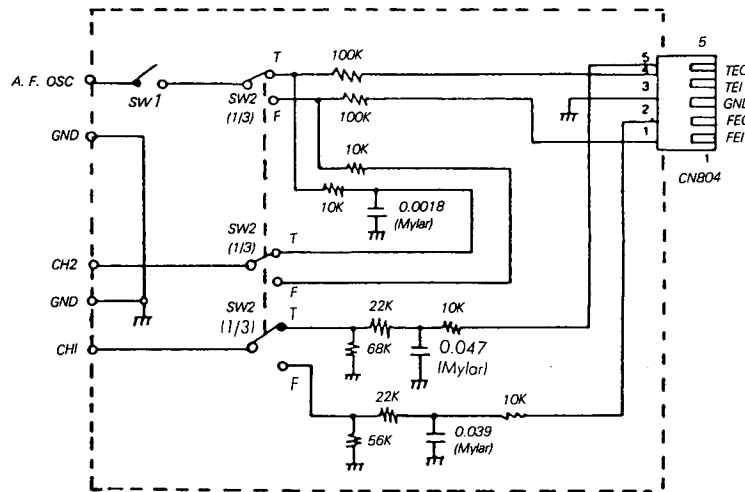 A. F. OSC
SW1
SW2
(1/3)
T
F
100K
100K
10K
10K
0.0018
(Mylar)
GND
5
4
3
2
1
5
TEO
TEI
GND
FEO
FEI
1
CN804
CH2
SW2
(1/3)
T
F
GND
CH1
SW2
(1/3)
T
F
22K
10K
68K
0.047
(Mylar)
22K
10K
56K
0.039
(Mylar)